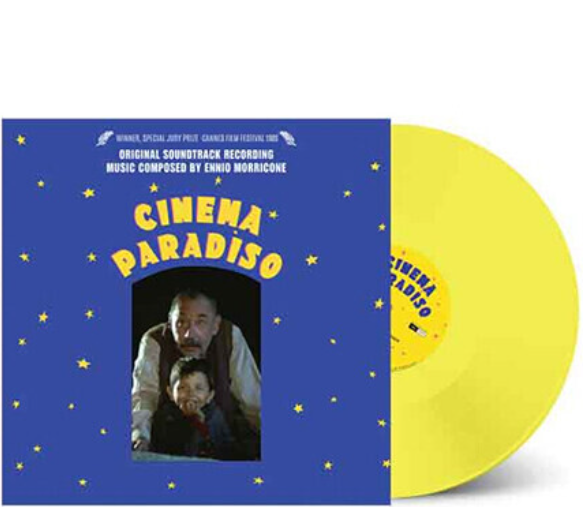 WINNER, SPECIAL JURY PRIZE CANNES FILM FESTIVAL 1989
ORIGINAL SOUNDTRACK RECORDING
MUSIC COMPOSED BY ENNIO MORRICONE
CINEMA
PARADISO
CINEMA
PARADISO